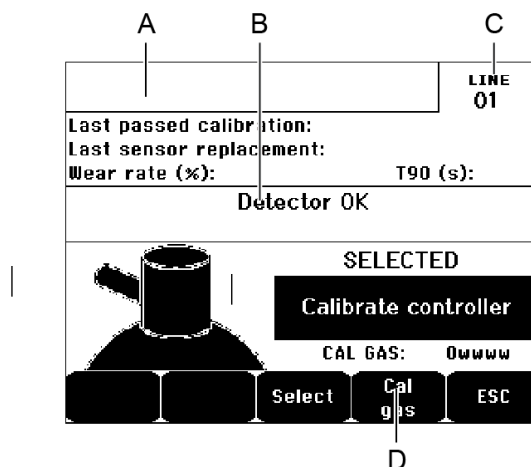 A B C
LINE
01
Last passed calibration:
Last sensor replacement:
Wear rate (%): T90 (s):
Detector OK
SELECTED
Calibrate controller
CAL GAS: 0wwww
Select Cal gas ESC
D